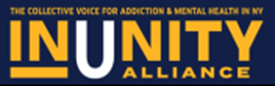 THE COLLECTIVE VOICE FOR ADDICTION & MENTAL HEALTH IN NY
INUNITY
ALLIANCE